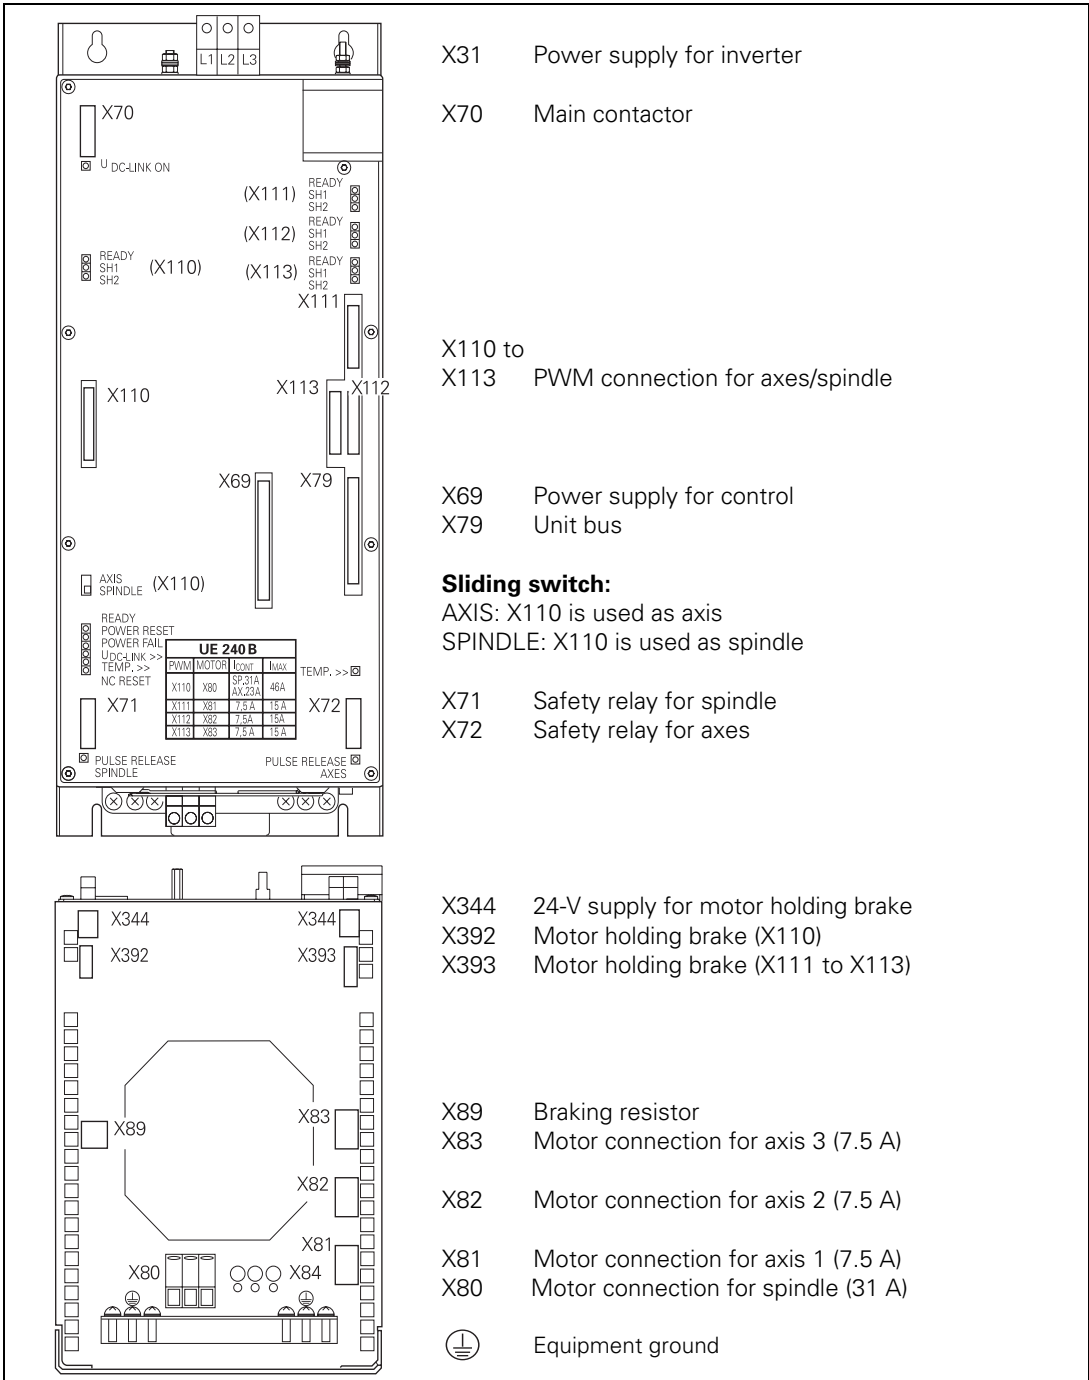 L1 L2 L3
X31 Power supply for inverter
X70
X70 Main contactor
U DC-LINK ON
(X111) READY
SH1
SH2
(X112) READY
SH1
SH2
READY
SH1
SH2
(X110)
(X113) READY
SH1
SH2
X111
X110 to
X113 PWM connection for axes/spindle
X110
X113
X112
X69
X79
X69 Power supply for control
X79 Unit bus
AXIS
SPINDLE (X110)
Sliding switch:
AXIS: X110 is used as axis
SPINDLE: X110 is used as spindle
READY
POWER RESET
POWER FAIL
UDC-LINK >>
TEMP. >>
NC RESET
UE 240 B
PWM MOTOR ICONT IMAX
X110 X80 SP.31A AX.23A 46A
X111 X81 7,5 A 15 A
X112 X82 7,5A 15A
X113 X83 7,5 A 15 A
TEMP. >>
X71
X72
X71 Safety relay for spindle
X72 Safety relay for axes
PULSE RELEASE
SPINDLE
PULSE RELEASE
AXES
X344
X344
X392
X393
X344 24-V supply for motor holding brake
X392 Motor holding brake (X110)
X393 Motor holding brake (X111 to X113)
X89
X83
X82
X81
X80
X84
X89 Braking resistor
X83 Motor connection for axis 3 (7.5 A)
X82 Motor connection for axis 2 (7.5 A)
X81 Motor connection for axis 1 (7.5 A)
X80 Motor connection for spindle (31 A)
Equipment ground